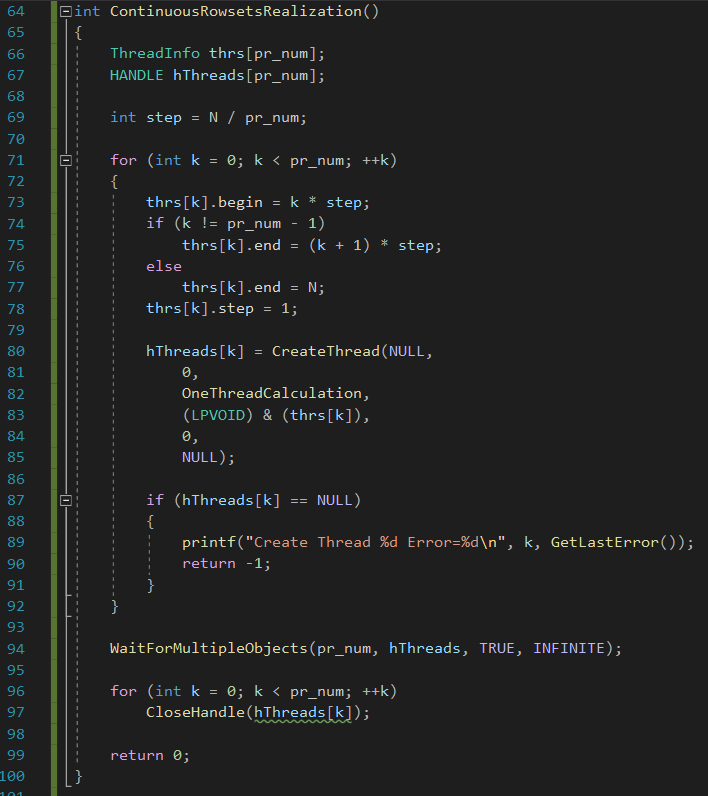 64 int ContinuousRowsetsRealization()
65 {
66 ThreadInfo thrs[pr_num];
67 HANDLE hThreads[pr_num];
68
69 int step = N / pr_num;
70
71 for (int k = 0; k < pr_num; ++k)
72 {
73 thrs[k].begin = k * step;
74 if (k != pr_num - 1)
75 thrs[k].end = (k + 1) * step;
76 else
77 thrs[k].end = N;
78 thrs[k].step = 1;
79
80 hThreads[k] = CreateThread(NULL,
81 0,
82 OneThreadCalculation,
83 (LPVOID) & (thrs[k]),
84 0,
85 NULL);
86
87 if (hThreads[k] == NULL)
88 {
89 printf("Create Thread %d Error=%d\n", k, GetLastError());
90 return -1;
91 }
92 }
93
94 WaitForMultipleObjects(pr_num, hThreads, TRUE, INFINITE);
95
96 for (int k = 0; k < pr_num; ++k)
97 CloseHandle(hThreads[k]);
98
99 return 0;
100 }